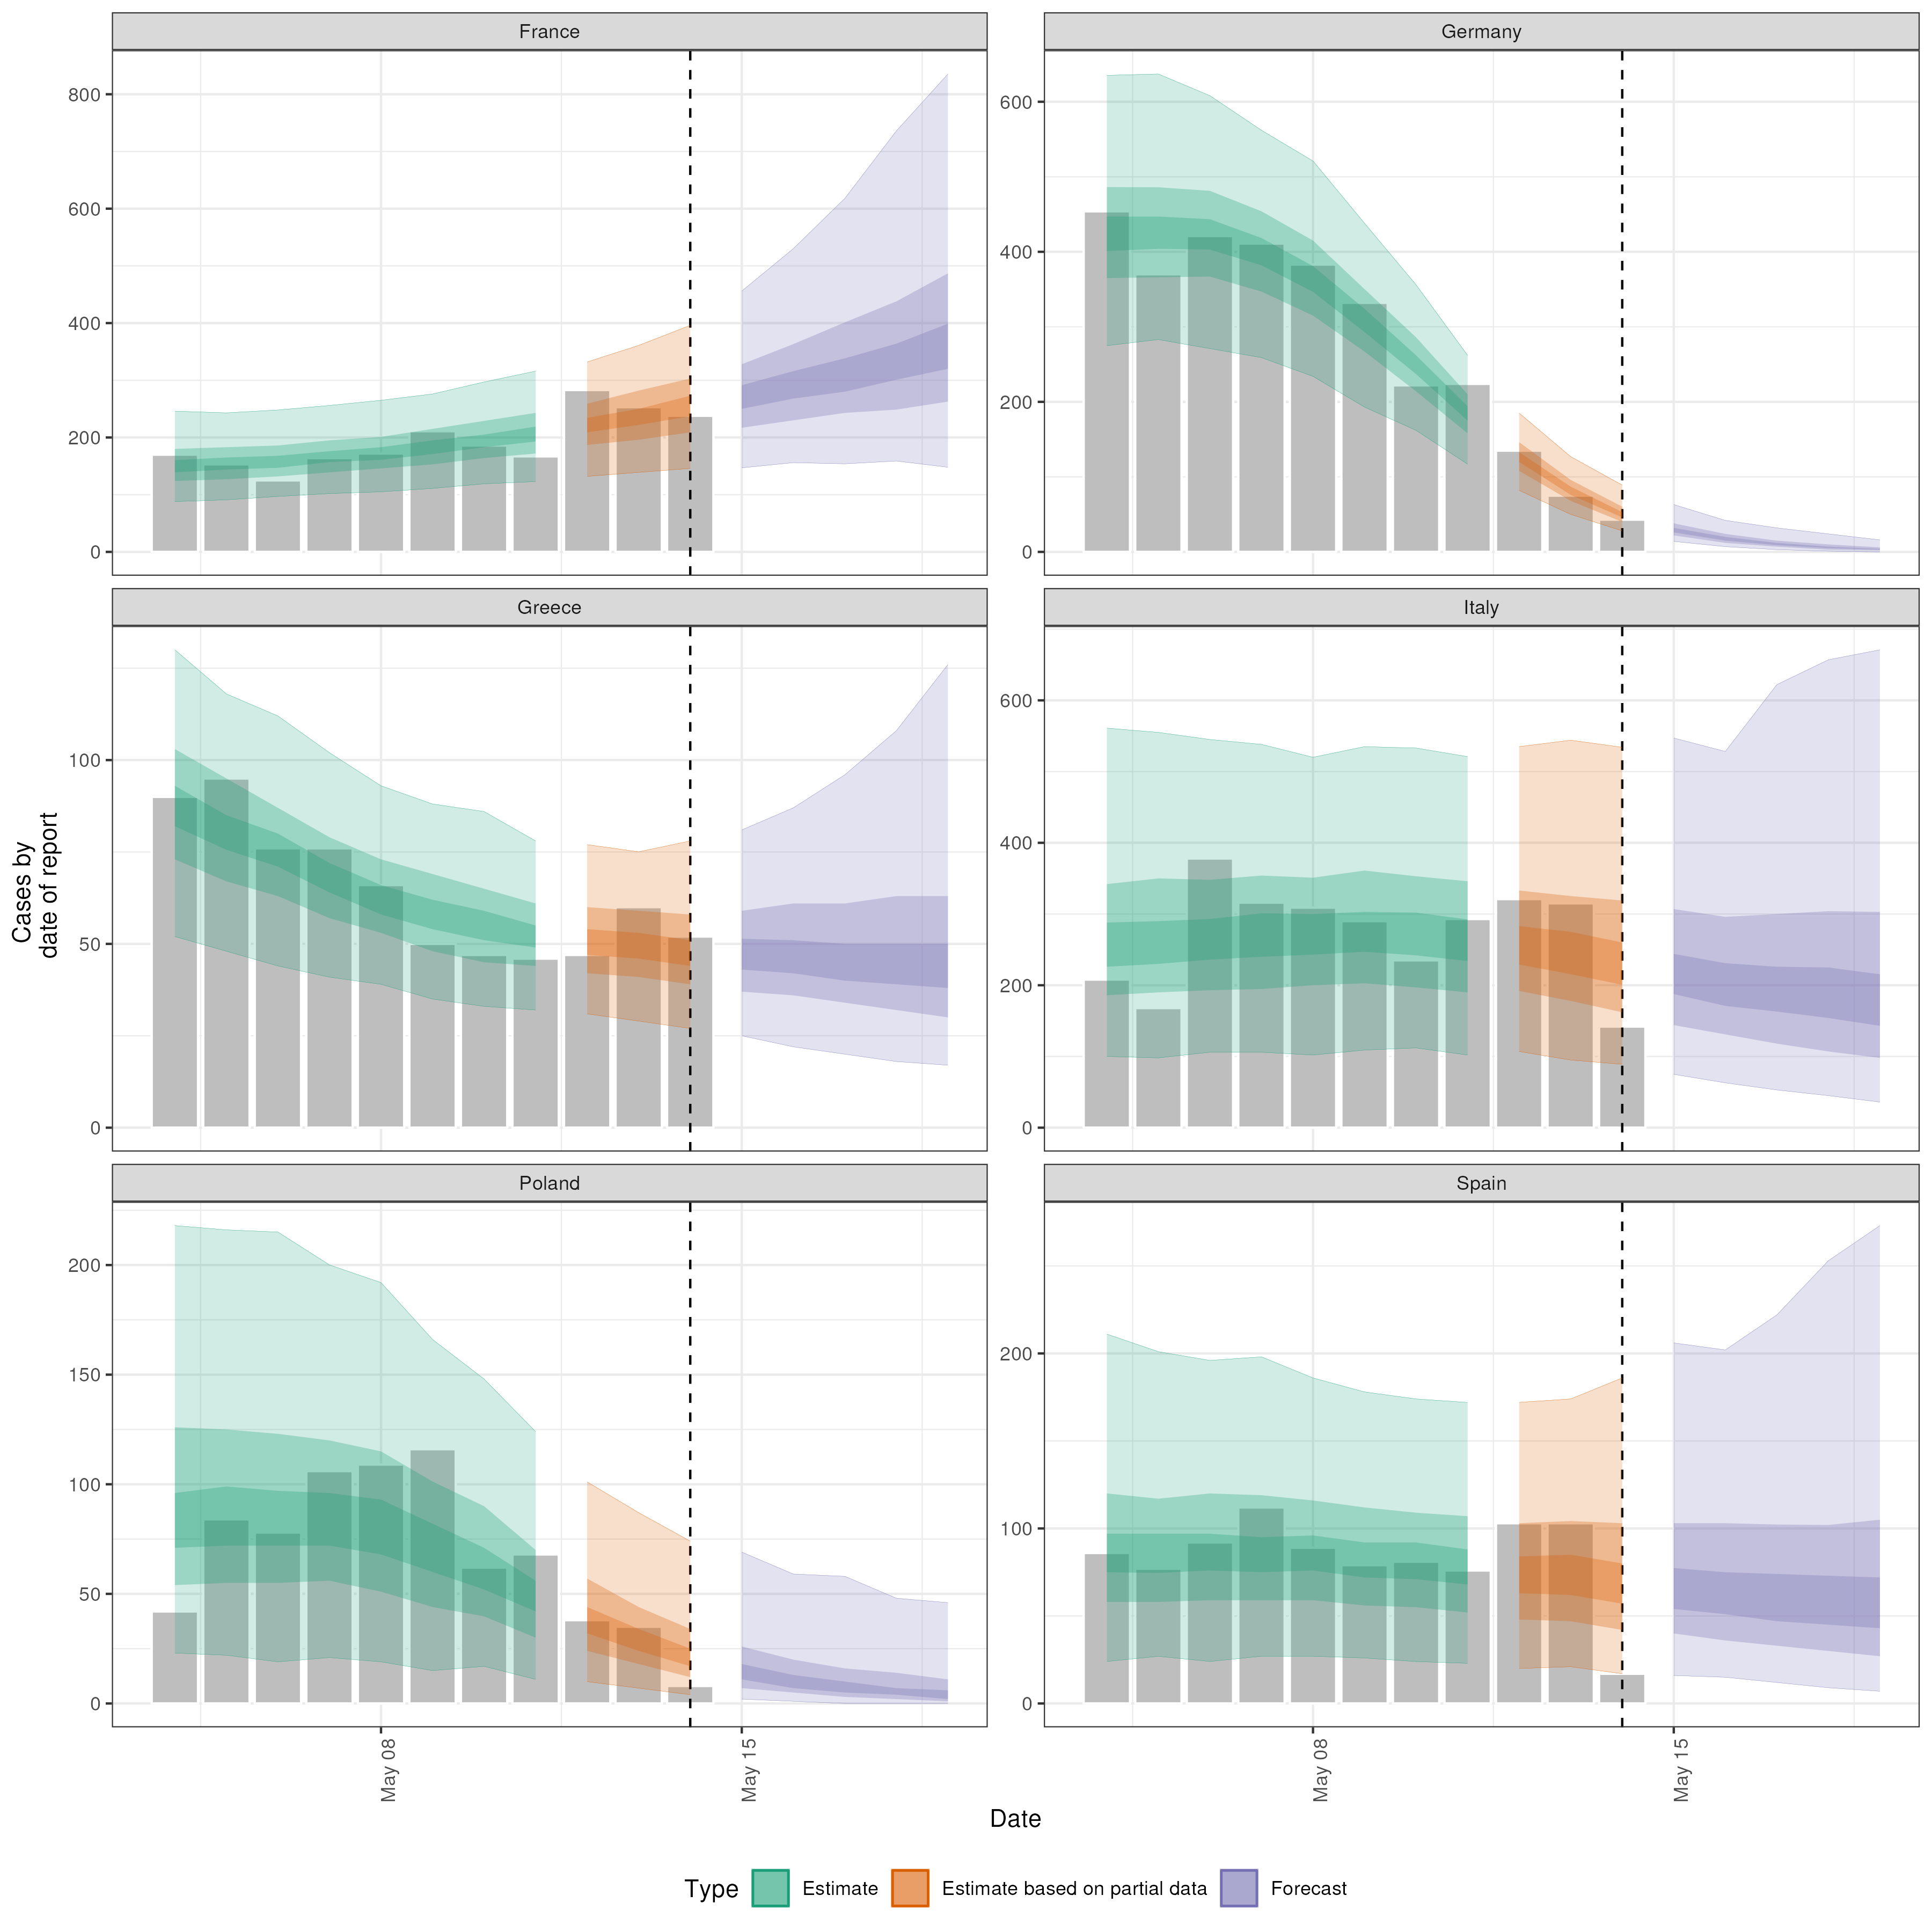 France
Germany
800
600
400
200
0
600
400
200
0
Greece
Italy
100
50
0
600
400
200
0
Cases by
date of report
Poland
Spain
200
150
100
50
0
200
100
0
May 08
May 15
May 08
May 15
Date
Type Estimate Estimate based on partial data Forecast